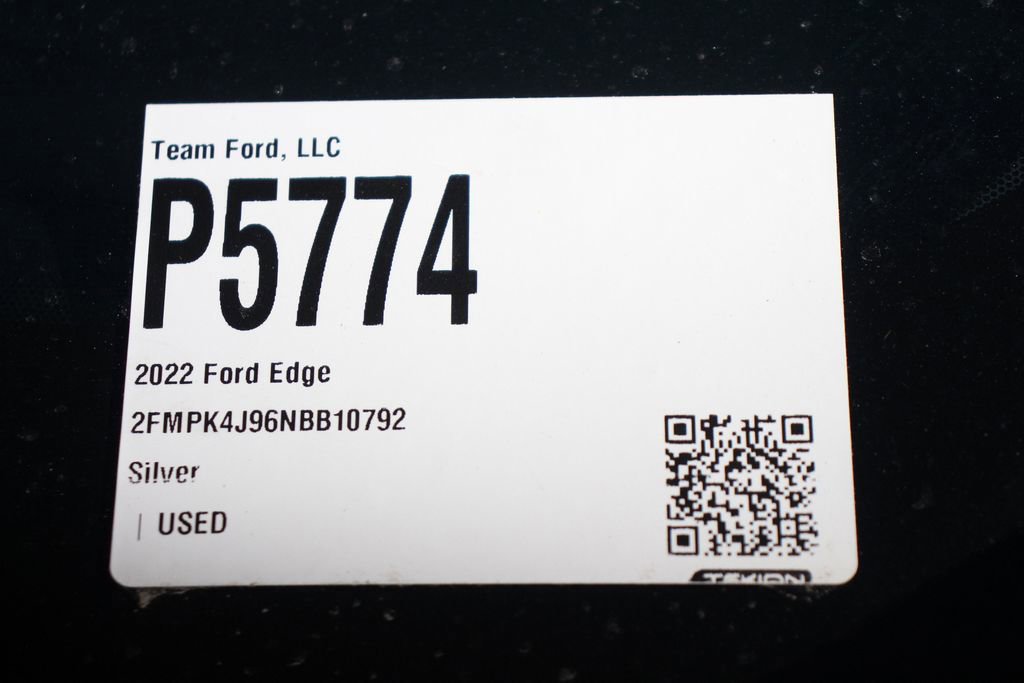 Team Ford, LLC
P5774
2022 Ford Edge
2FMPK4J96NBB10792
Silver
| USED
TEKION